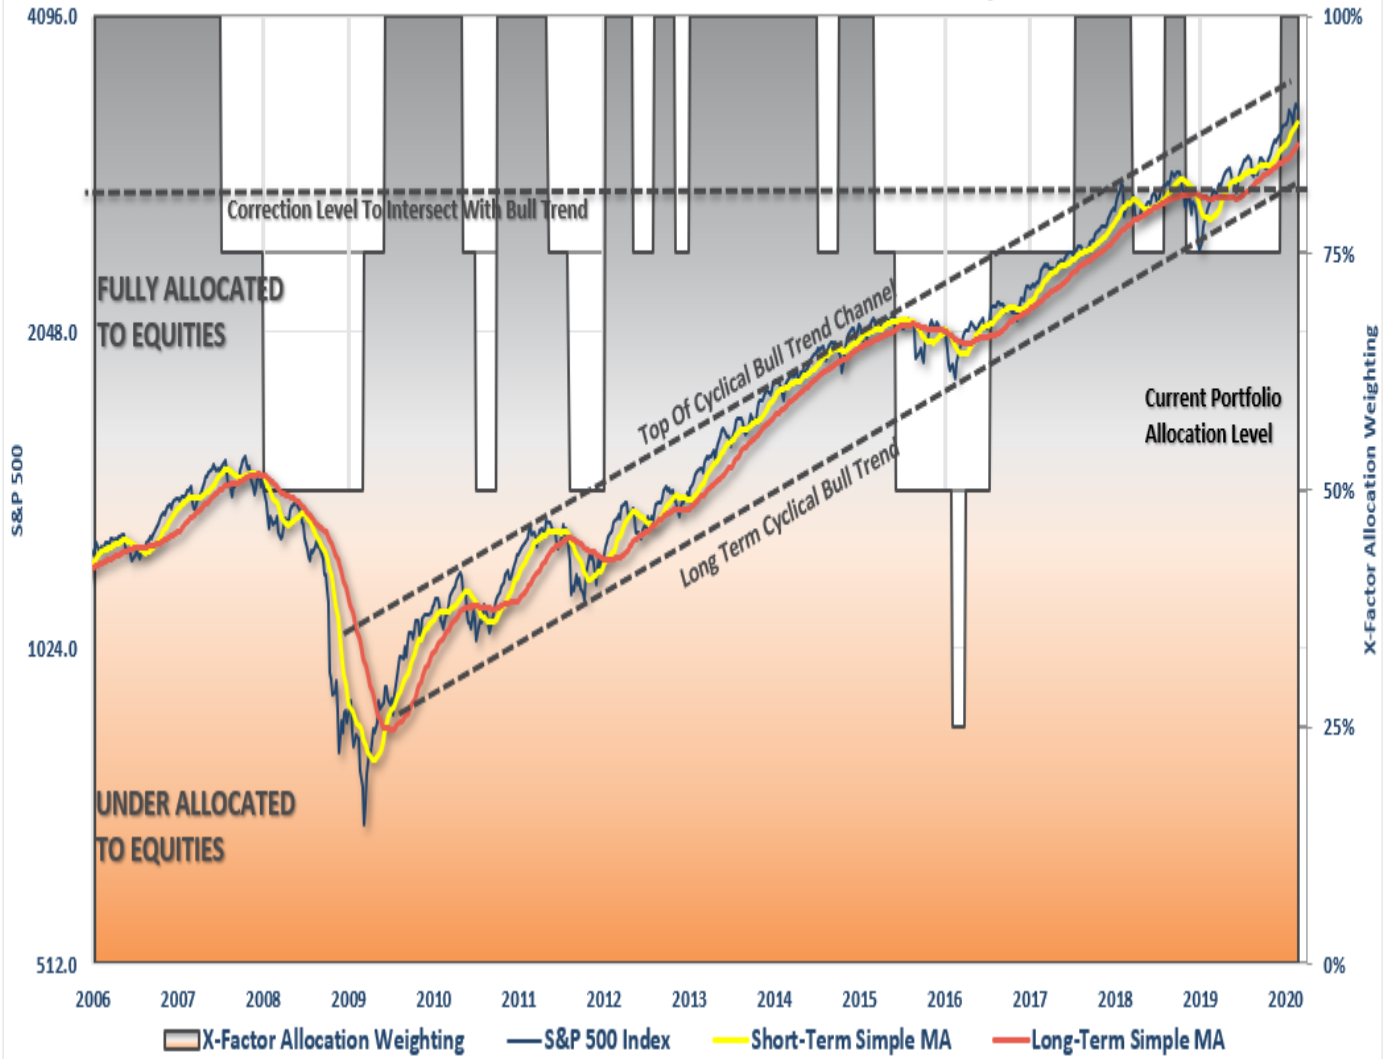 4096.0
100%
Correction Level To Intersect With Bull Trend
75%
FULLY ALLOCATED
TO EQUITIES
2048.0
Top Of Cyclical Bull Trend Channel
X-Factor Allocation Weighting
Current Portfolio
Allocation Level
S&P 500
50%
Long Term Cyclical Bull Trend
1024.0
25%
UNDER ALLOCATED
TO EQUITIES
512.0
0%
2006 2007 2008 2009 2010 2011 2012 2013 2014 2015 2016 2017 2018 2019 2020
X-Factor Allocation Weighting S&P 500 Index Short-Term Simple MA Long-Term Simple MA